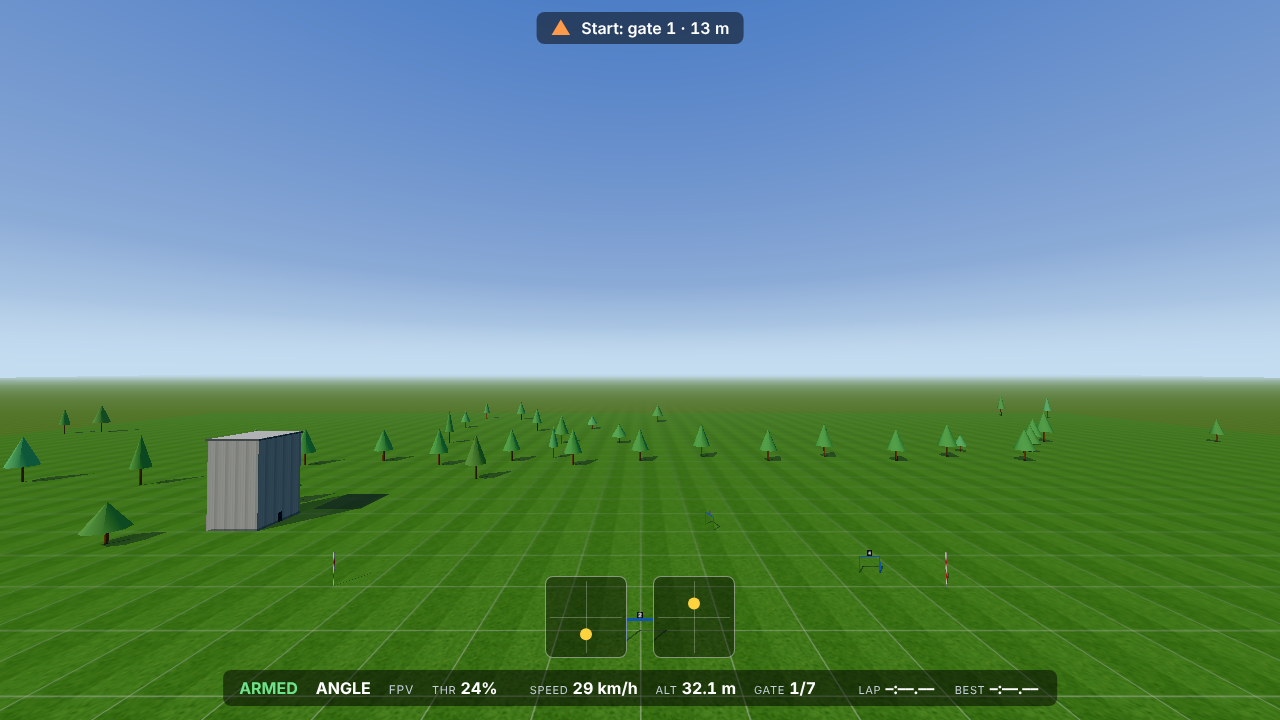 Start: gate 1 · 13 m
2
ARMED ANGLE FPV THR 24% SPEED 29 km/h ALT 32.1 m GATE 1/7 LAP –:––.–– BEST –:––.––